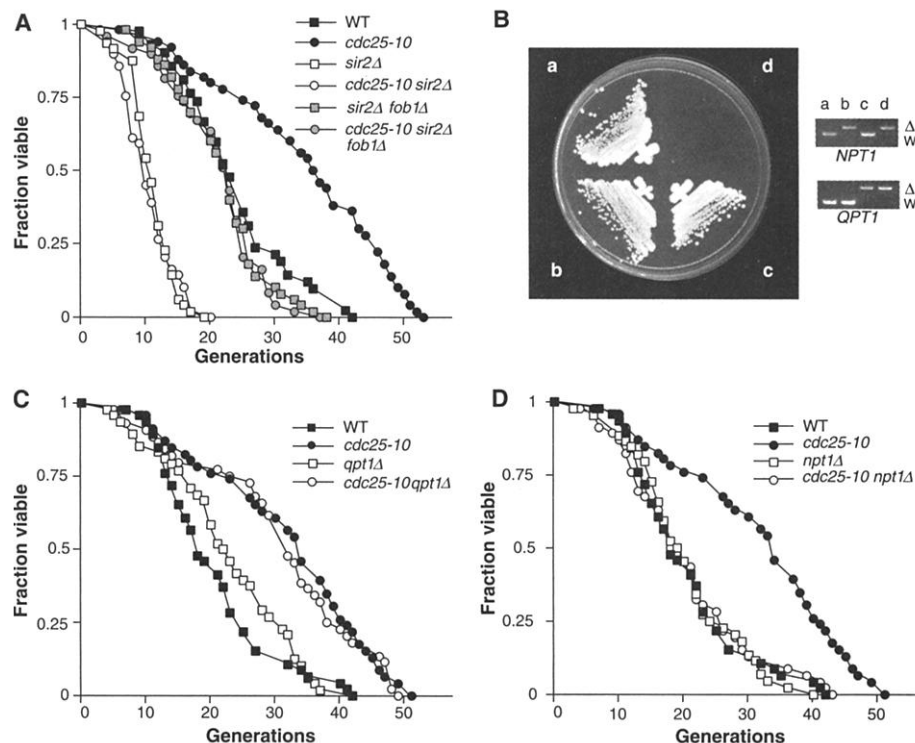 A
WT
cdc25-10
sir2Δ
cdc25-10 sir2Δ
sir2Δ fob1Δ
cdc25-10 sir2Δ
fob1Δ
Fraction viable
1
0.75
0.5
0.25
0
0 10 20 30 40 50
Generations
B
a d
b c
a b c d
Δ
W
NPT1
Δ
W
QPT1
C
WT
cdc25-10
qpt1Δ
cdc25-10 qpt1Δ
Fraction viable
1
0.75
0.5
0.25
0
0 10 20 30 40 50
Generations
D
WT
cdc25-10
npt1Δ
cdc25-10 npt1Δ
Fraction viable
1
0.75
0.5
0.25
0
0 10 20 30 40 50
Generations